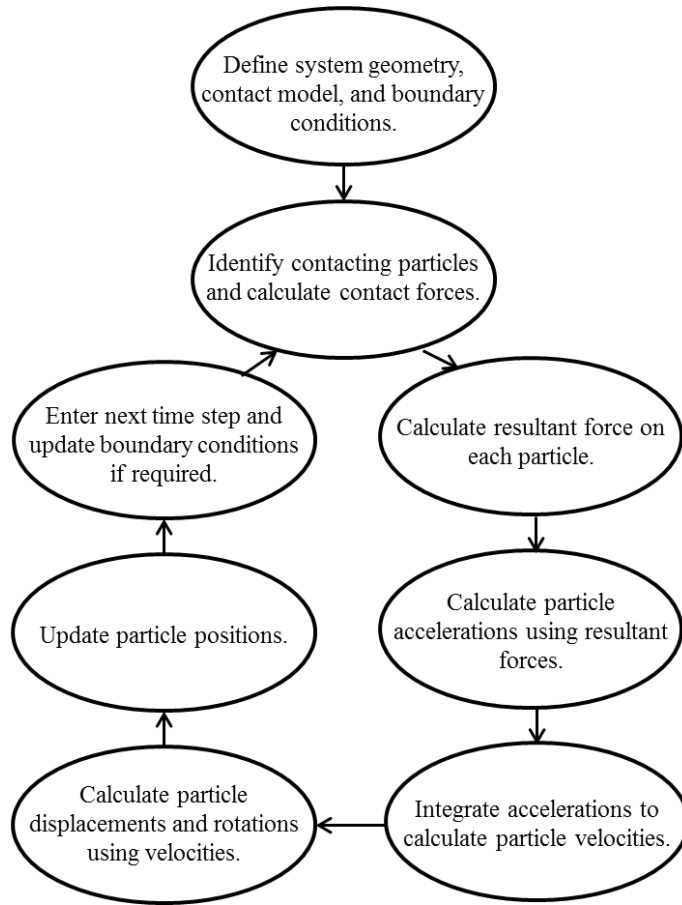 Define system geometry,
contact model, and boundary
conditions.
Identify contacting particles
and calculate contact forces.
Calculate resultant force on
each particle.
Calculate particle
accelerations using resultant
forces.
Integrate accelerations to
calculate particle velocities.
Calculate particle
displacements and rotations
using velocities.
Update particle positions.
Enter next time step and
update boundary conditions
if required.